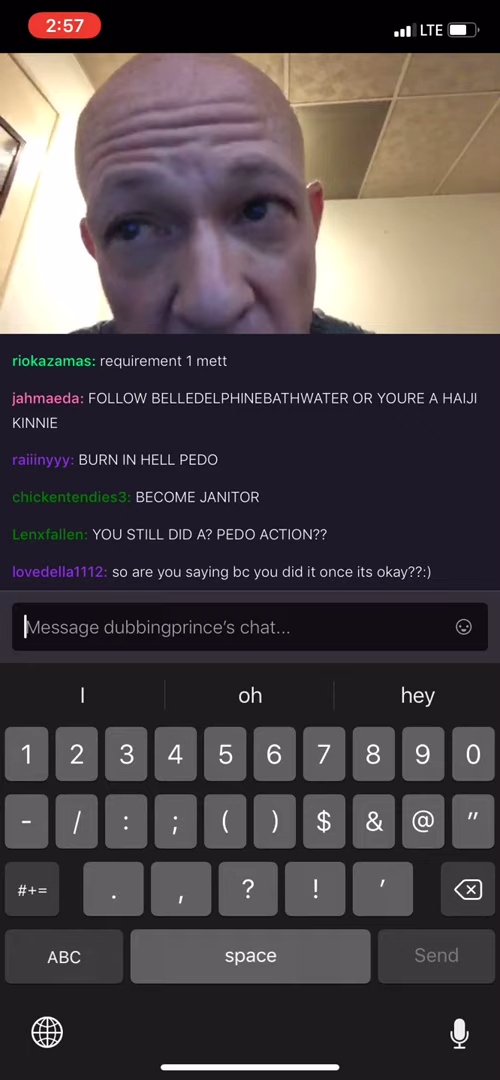 2:57
LTE
riokazamas: requirement 1 mett
jahmaeda: FOLLOW BELLEDELPHINEBATHWATER OR YOURE A HAIJI
KINNIE
raiiinyyy: BURN IN HELL PEDO
chickentendies3: BECOME JANITOR
Lenxfallen: YOU STILL DID A? PEDO ACTION??
lovedella1112: so are you saying bc you did it once its okay??:)
Message dubbingprince's chat...
I oh hey
1 2 3 4 5 6 7 8 9 0
- / : ; ( ) $ & @ "
#+= . , ? ! '
ABC space Send